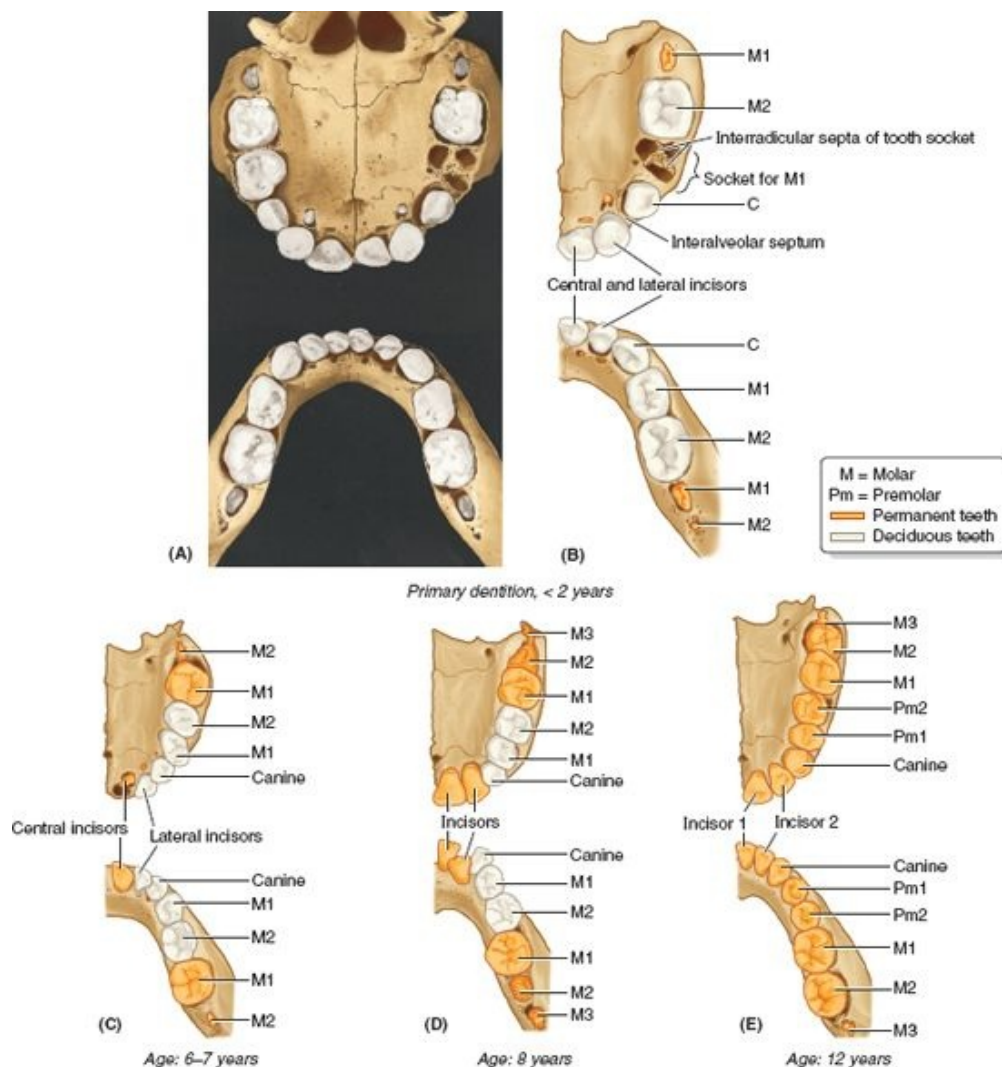 M1
M2
Interradicular septa of tooth socket
Socket for M1
C
Interalveolar septum
Central and lateral incisors
C
M1
M2
M1
M2
M = Molar
Pm = Premolar
Permanent teeth
Deciduous teeth
(A)
(B)
Primary dentition, < 2 years
M2
M1
M2
M1
Canine
Central incisors
Lateral incisors
Canine
M1
M2
M1
M2
(C)
Age: 6–7 years
M3
M2
M1
M2
M1
Canine
Incisors
Canine
M1
M2
M1
M2
M3
(D)
Age: 8 years
M3
M2
M1
Pm2
Pm1
Canine
Incisor 1
Incisor 2
Canine
Pm1
Pm2
M1
M2
M3
(E)
Age: 12 years